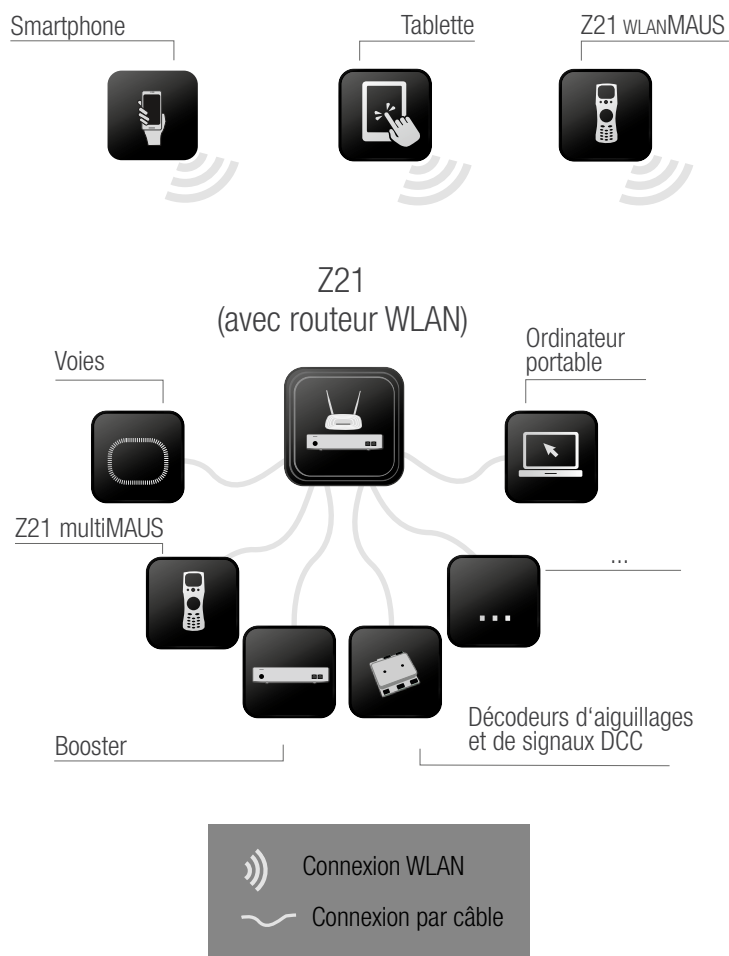 Smartphone
Tablette
Z21 WLANMAUS
Z21
(avec routeur WLAN)
Voies
Ordinateur
portable
Z21 multiMAUS
...
Booster
Décodeurs d‘aiguillages
et de signaux DCC
Connexion WLAN
Connexion par câble